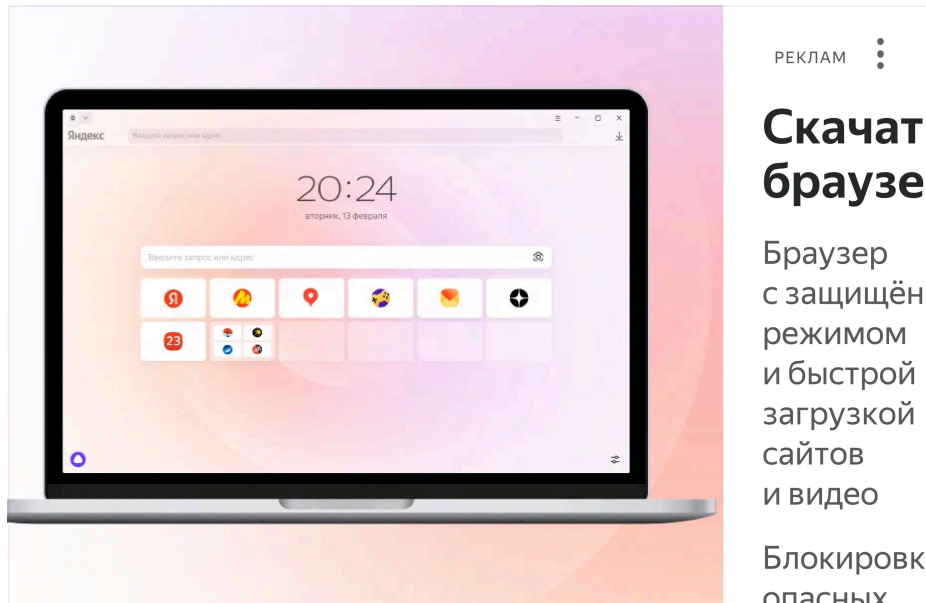 Яндекс
Введите запрос или адрес
20:24
вторник, 13 февраля
Введите запрос или адрес
Я
23
РЕКЛАМ
Скачат
браузе
Браузер
с защищён
режимом
и быстрой
загрузкой
сайтов
и видео
Блокировк
опасных